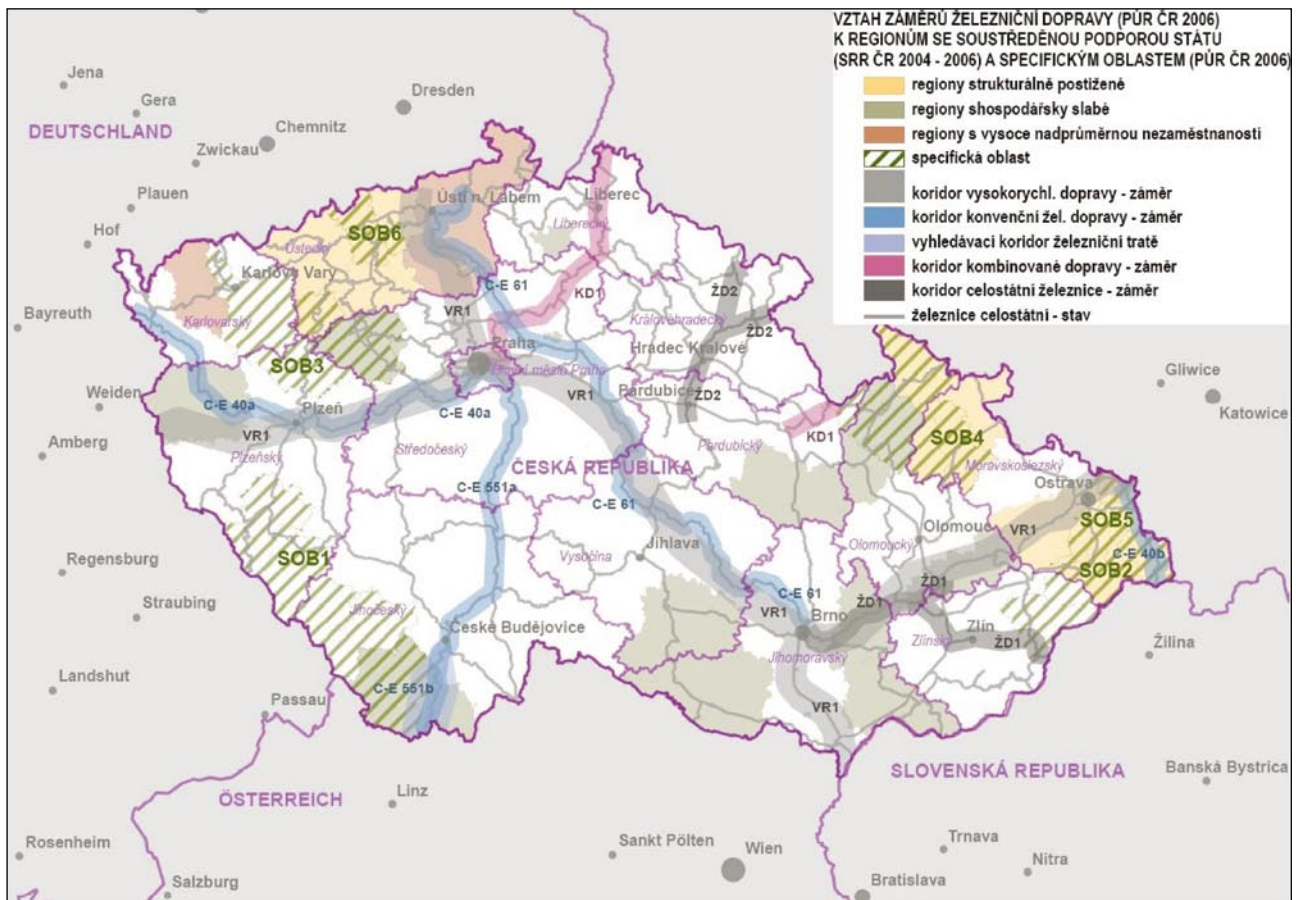 VZTAH ZÁMĚRŮ ŽELEZNIČNÍ DOPRAVY (PÚR ČR 2006)
K REGIONŮM SE SOUSTŘEDĚNOU PODPOROU STÁTU
(SRR ČR 2004 - 2006) A SPECIFICKÝM OBLASTEM (PÚR ČR 2006)
regiony strukturálně postižené
regiony shospodářsky slabé
regiony s vysoce nadprůměrnou nezaměstnaností
specifická oblast
koridor vysokorychl. dopravy - záměr
koridor konvenční žel. dopravy - záměr
vyhledávací koridor železniční tratě
koridor kombinované dopravy - záměr
koridor celostátní železnice - záměr
železnice celostátní - stav
Jena
Gera
Dresden
DEUTSCHLAND
Chemnitz
Zwickau
Plauen
Hof
Ústí n. Labem
Liberec
SOB6
Liberecký
Ústecký
Karlovy Vary
C-E 61
KD1
ŽD2
Bayreuth
Karlovarský
VR1
Královéhradecký
ŽD2
Hradec Králové
Praha
SOB3
Hlavní město Praha
Gliwice
Weiden
Katowice
C-E 40a
Plzeň
C-E 40a
VR1
Pardubice
ŽD2
VR1
Amberg
Plzeňský
Středočeský
Pardubický
KD1
SOB4
Moravskoslezský
ČESKÁ REPUBLIKA
C-E 551a
C-E 61
Ostrava
SOB5
VR1
Olomouc
Regensburg
SOB1
Vysočina
Jihlava
Olomoucký
C-E 40b
SOB2
ŽD1
Straubing
Jihočeský
C-E 61
ŽD1
VR1
Brno
České Budějovice
Zlínský
Zlín
ŽD1
Žilina
Jihomoravský
Landshut
C-E 551b
Passau
VR1
SLOVENSKÁ REPUBLIKA
Banská Bystrica
ÖSTERREICH
Linz
Rosenheim
Sankt Pölten
Wien
Trnava
Nitra
Salzburg
Bratislava